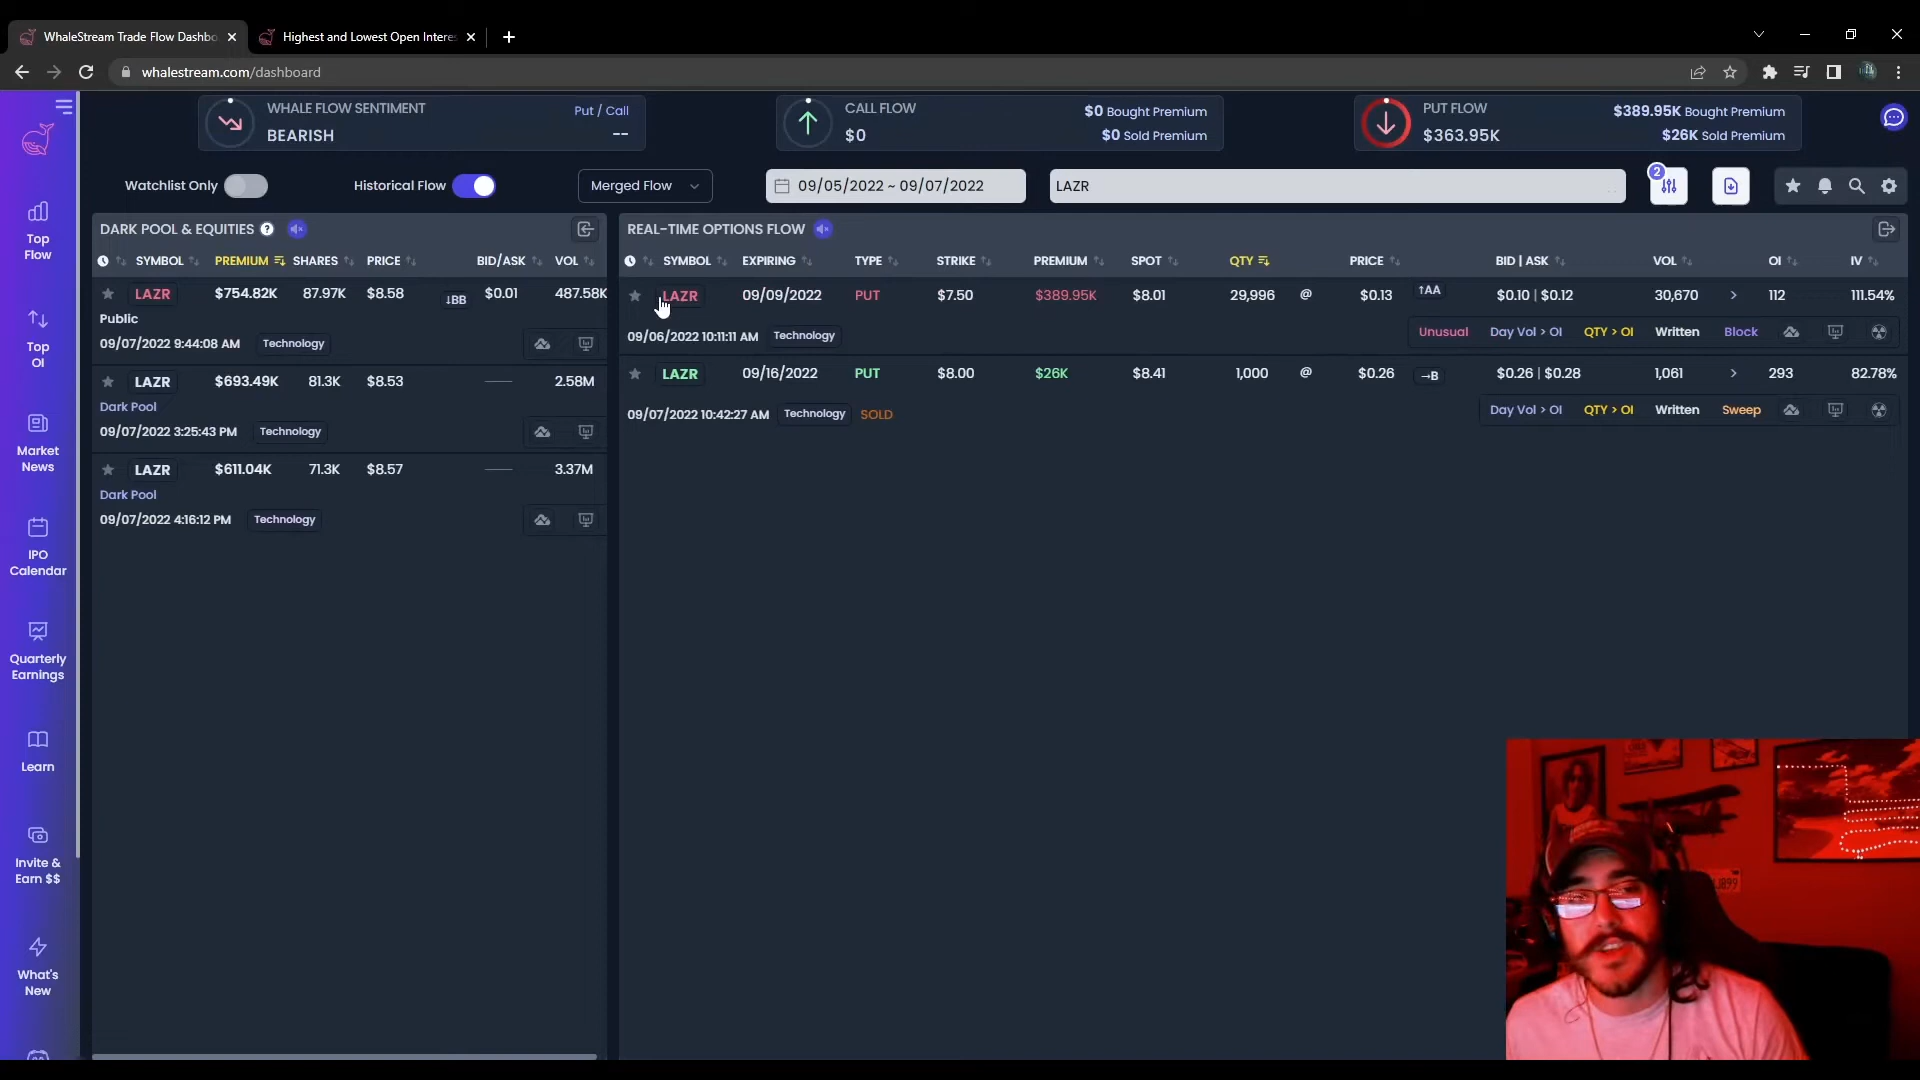 WhaleStream Trade Flow Dashbo
Highest and Lowest Open Interes
whalestream.com/dashboard
WHALE FLOW SENTIMENT
Put / Call
BEARISH
--
CALL FLOW
$0 Bought Premium
$0
$0 Sold Premium
PUT FLOW
$389.95K Bought Premium
$363.95K
$26K Sold Premium
Watchlist Only
Historical Flow
Merged Flow
09/05/2022 ~ 09/07/2022
LAZR
2
Top
Flow
Top
OI
Market
News
IPO
Calendar
Quarterly
Earnings
Learn
Invite &
Earn $$
What's
New
DARK POOL & EQUITIES ?
SYMBOL PREMIUM SHARES PRICE BID/ASK VOL
LAZR $754.82K 87.97K $8.58 ↓BB $0.01 487.58K
Public
09/07/2022 9:44:08 AM Technology
LAZR $693.49K 81.3K $8.53 2.58M
Dark Pool
09/07/2022 3:25:43 PM Technology
LAZR $611.04K 71.3K $8.57 3.37M
Dark Pool
09/07/2022 4:16:12 PM Technology
REAL-TIME OPTIONS FLOW
SYMBOL EXPIRING TYPE STRIKE PREMIUM SPOT QTY PRICE BID | ASK VOL OI IV
LAZR 09/09/2022 PUT $7.50 $389.95K $8.01 29,996 @ $0.13 ↑AA $0.10 | $0.12 30,670 > 112 111.54%
09/06/2022 10:11:11 AM Technology Unusual Day Vol > OI QTY > OI Written Block
LAZR 09/16/2022 PUT $8.00 $26K $8.41 1,000 @ $0.26 →B $0.26 | $0.28 1,061 > 293 82.78%
09/07/2022 10:42:27 AM Technology SOLD Day Vol > OI QTY > OI Written Sweep